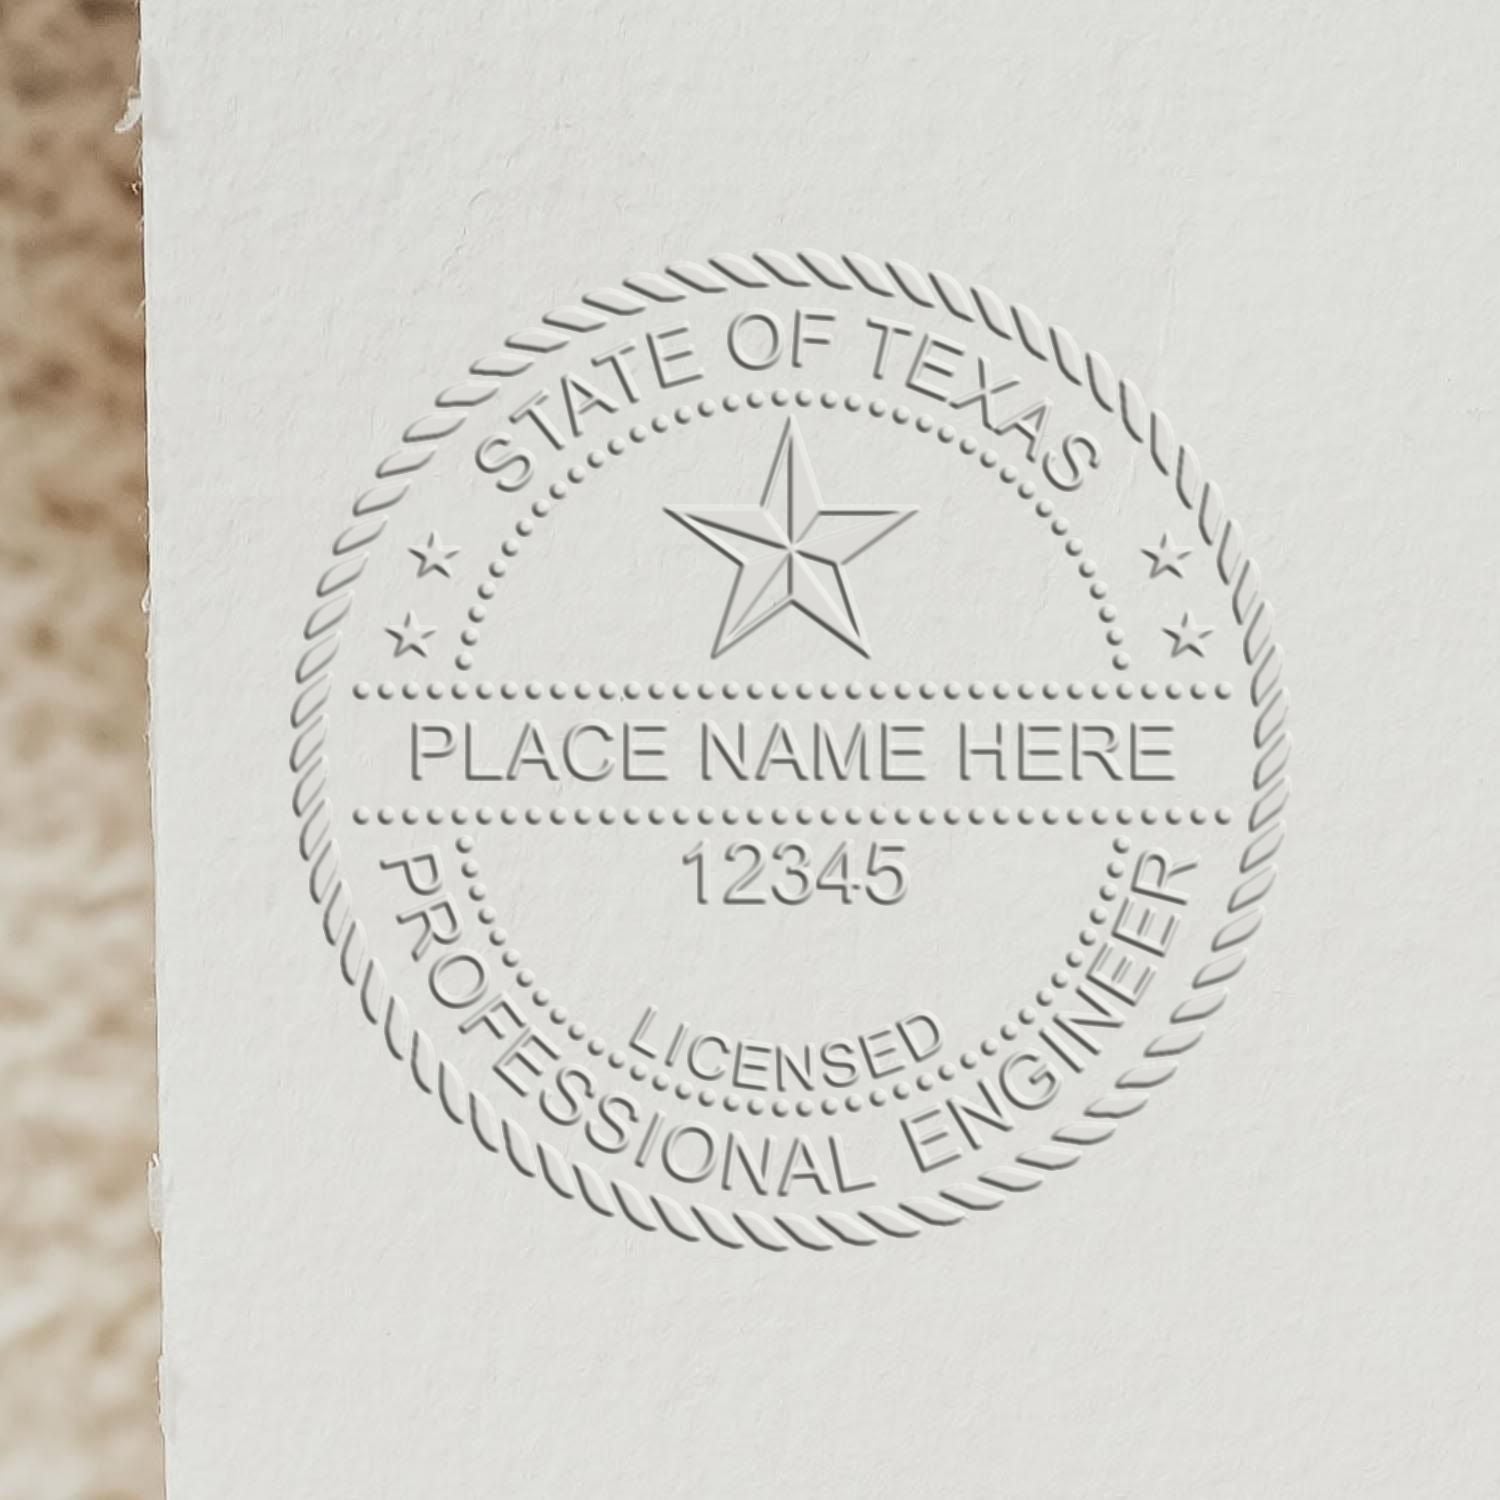 STATE OF TEXAS
PLACE NAME HERE
12345
LICENSED
PROFESSIONAL ENGINEER